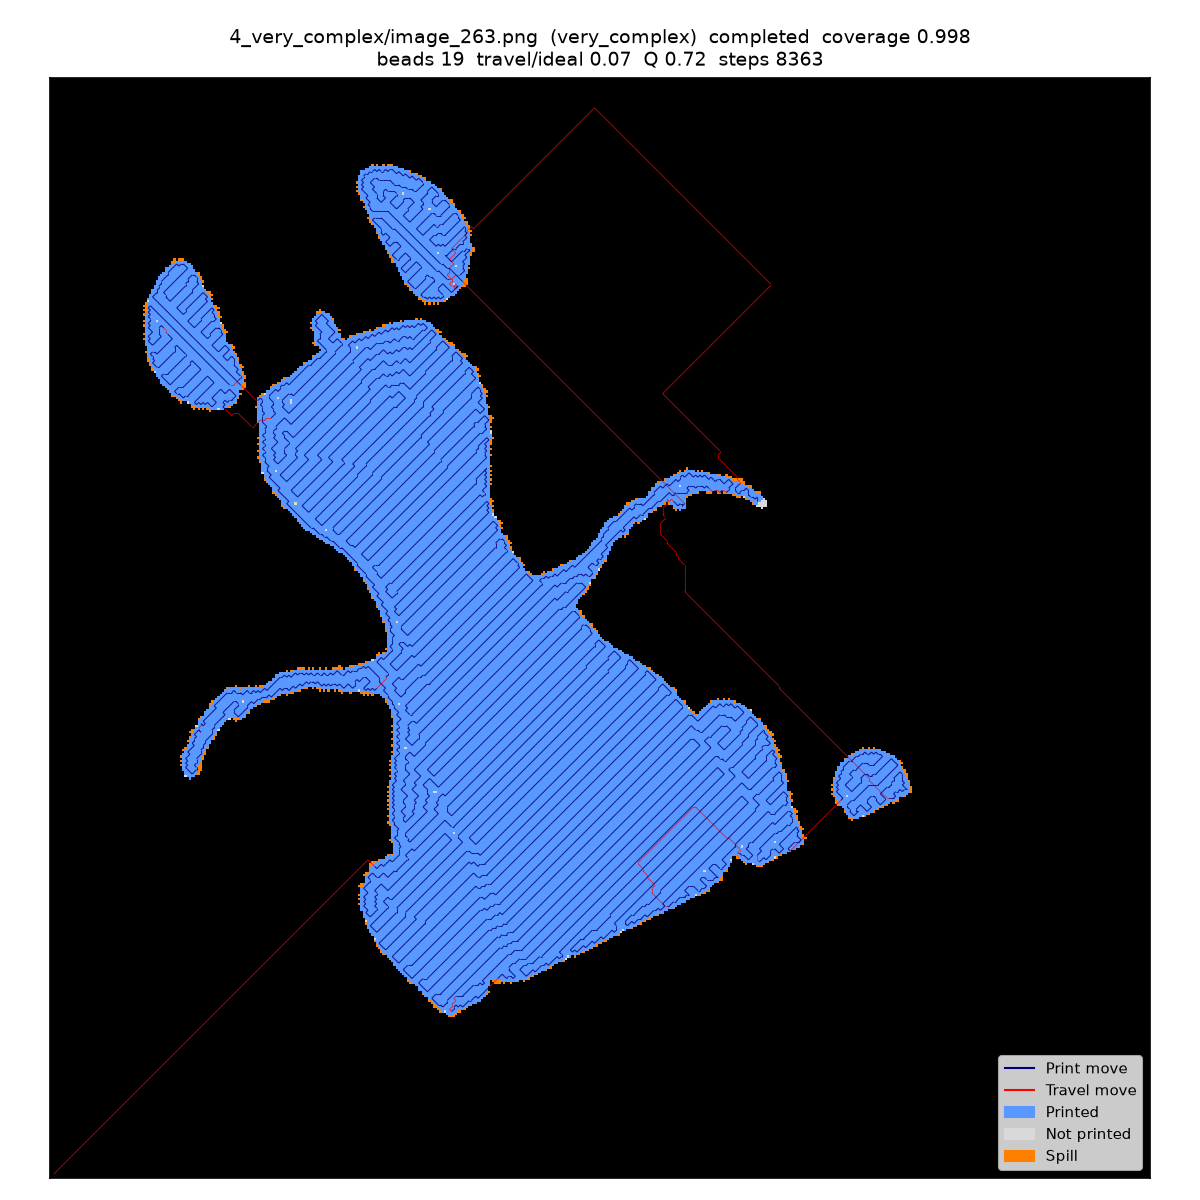 4_very_complex/image_263.png  (very_complex)  completed  coverage 0.998
beads 19  travel/ideal 0.07  Q 0.72  steps 8363
Print move
Travel move
Printed
Not printed
Spill